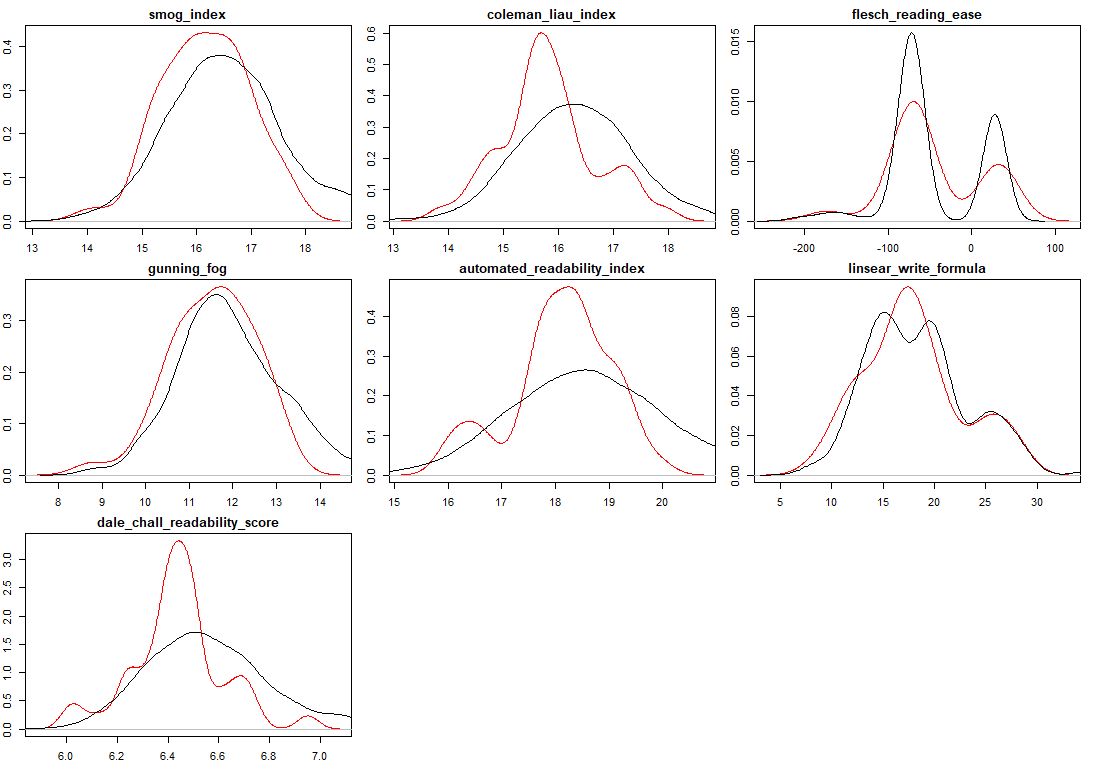 smog_index
0.0 0.1 0.2 0.3 0.4
13 14 15 16 17 18
coleman_liau_index
0.0 0.1 0.2 0.3 0.4 0.5 0.6
13 14 15 16 17 18
flesch_reading_ease
0.000 0.005 0.010 0.015
-200 -100 0 100
gunning_fog
0.0 0.1 0.2 0.3
8 9 10 11 12 13 14
automated_readability_index
0.0 0.1 0.2 0.3 0.4
15 16 17 18 19 20
linsear_write_formula
0.00 0.02 0.04 0.06 0.08
5 10 15 20 25 30
dale_chall_readability_score
0.0 0.5 1.0 1.5 2.0 2.5 3.0
6.0 6.2 6.4 6.6 6.8 7.0